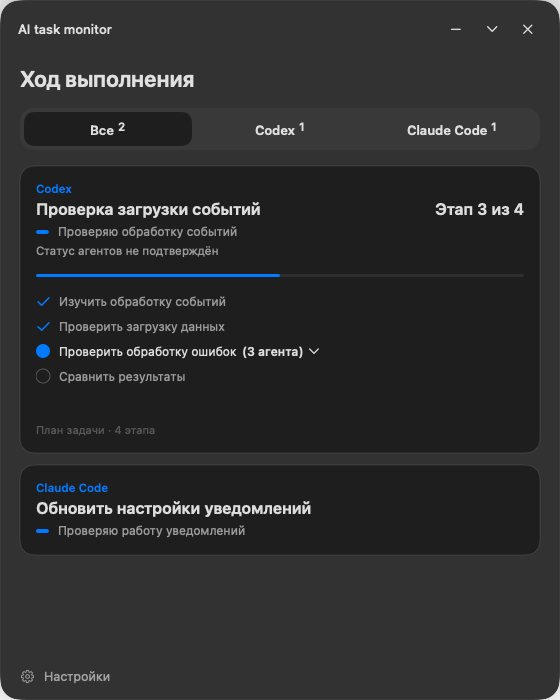 AI task monitor
Ход выполнения
Все 2
Codex 1
Claude Code 1
Codex
Проверка загрузки событий
Этап 3 из 4
Проверяю обработку событий
Статус агентов не подтверждён
Изучить обработку событий
Проверить загрузку данных
Проверить обработку ошибок (3 агента)
Сравнить результаты
План задачи · 4 этапа
Claude Code
Обновить настройки уведомлений
Проверяю работу уведомлений
Настройки